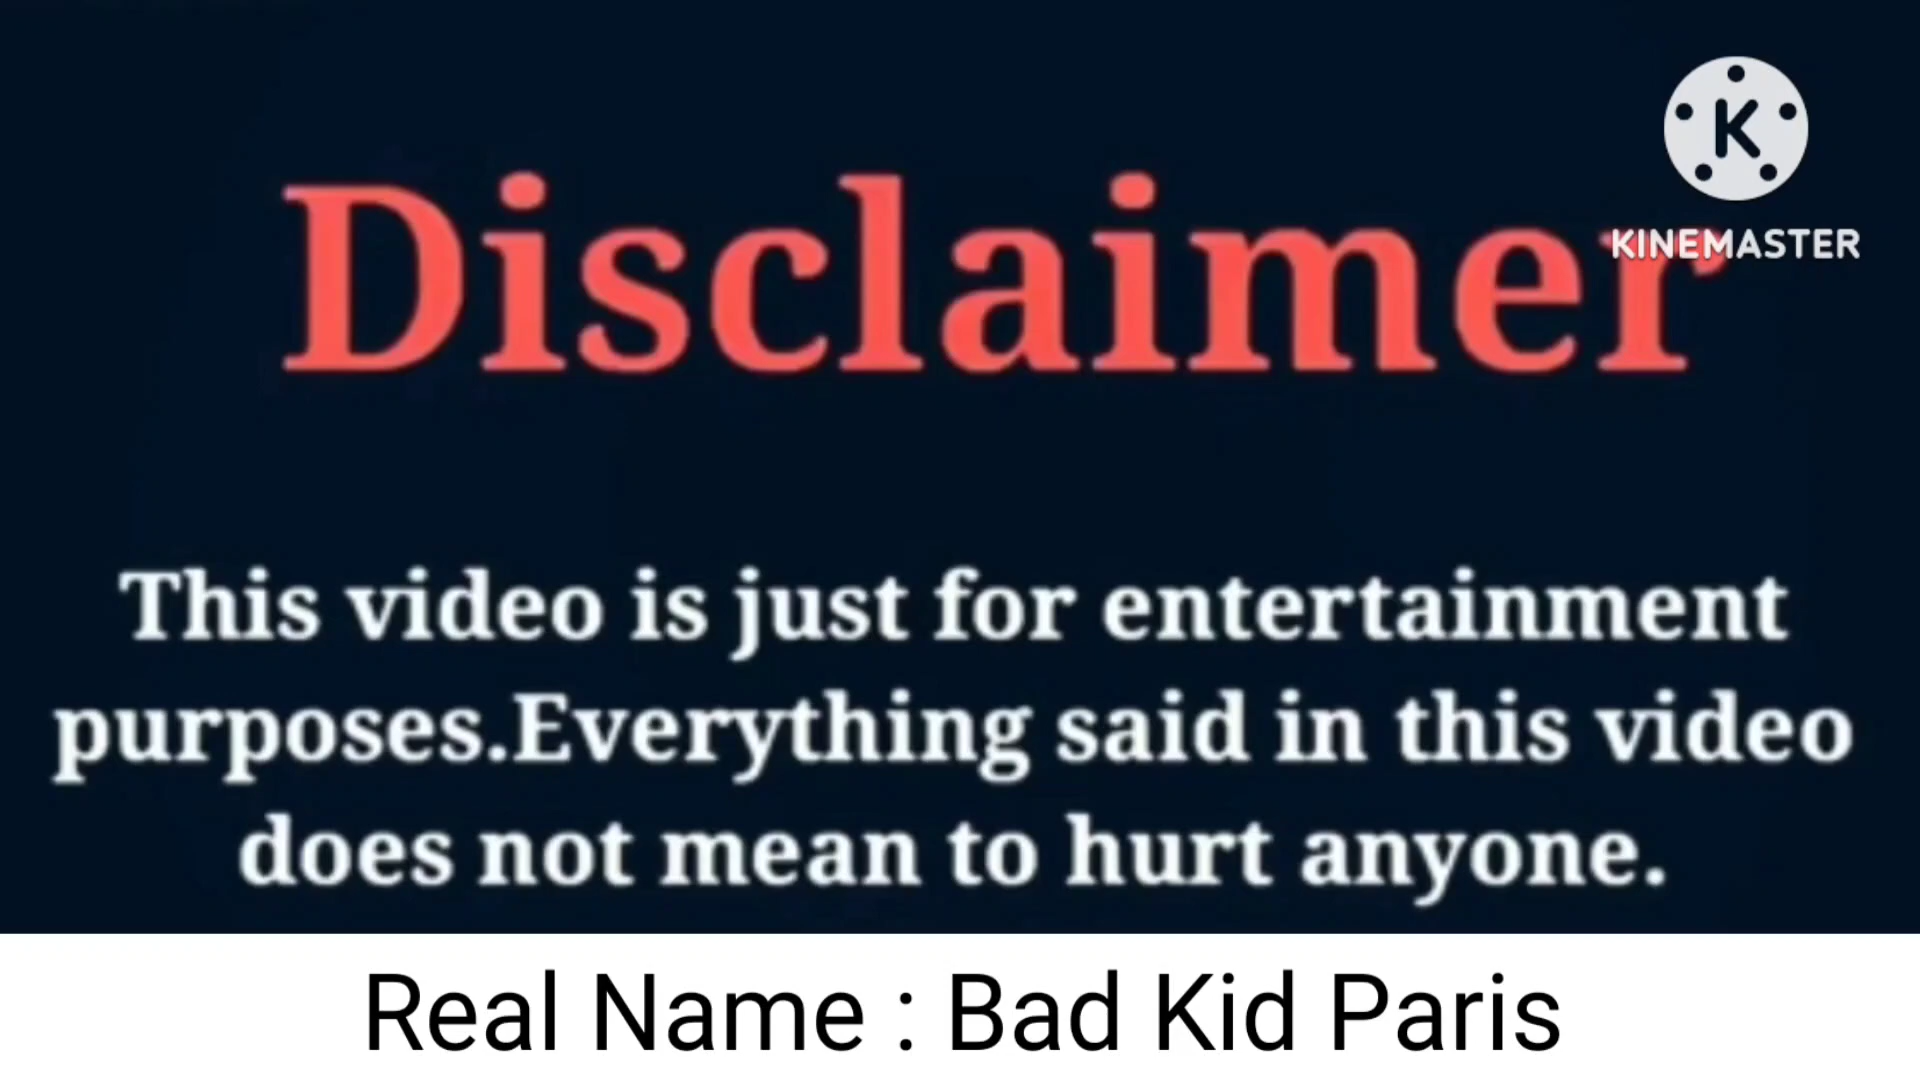 K
KINEMASTER
Disclaimer
This video is just for entertainment
purposes.Everything said in this video
does not mean to hurt anyone.
Real Name : Bad Kid Paris